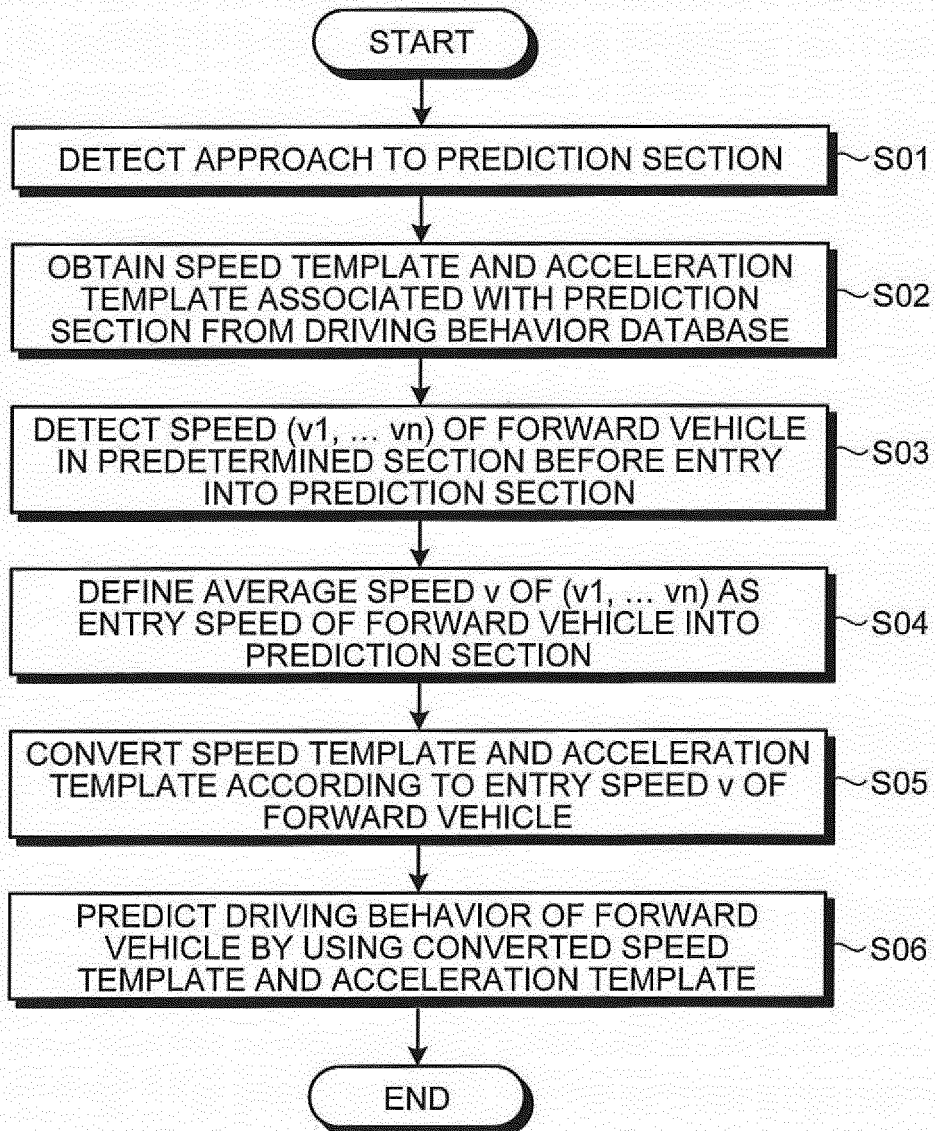 START
DETECT APPROACH TO PREDICTION SECTION
S01
OBTAIN SPEED TEMPLATE AND ACCELERATION
TEMPLATE ASSOCIATED WITH PREDICTION
SECTION FROM DRIVING BEHAVIOR DATABASE
S02
DETECT SPEED (v1, ... vn) OF FORWARD VEHICLE
IN PREDETERMINED SECTION BEFORE ENTRY
INTO PREDICTION SECTION
S03
DEFINE AVERAGE SPEED v OF (v1, ... vn) AS
ENTRY SPEED OF FORWARD VEHICLE INTO
PREDICTION SECTION
S04
CONVERT SPEED TEMPLATE AND ACCELERATION
TEMPLATE ACCORDING TO ENTRY SPEED v OF
FORWARD VEHICLE
S05
PREDICT DRIVING BEHAVIOR OF FORWARD
VEHICLE BY USING CONVERTED SPEED
TEMPLATE AND ACCELERATION TEMPLATE
S06
END